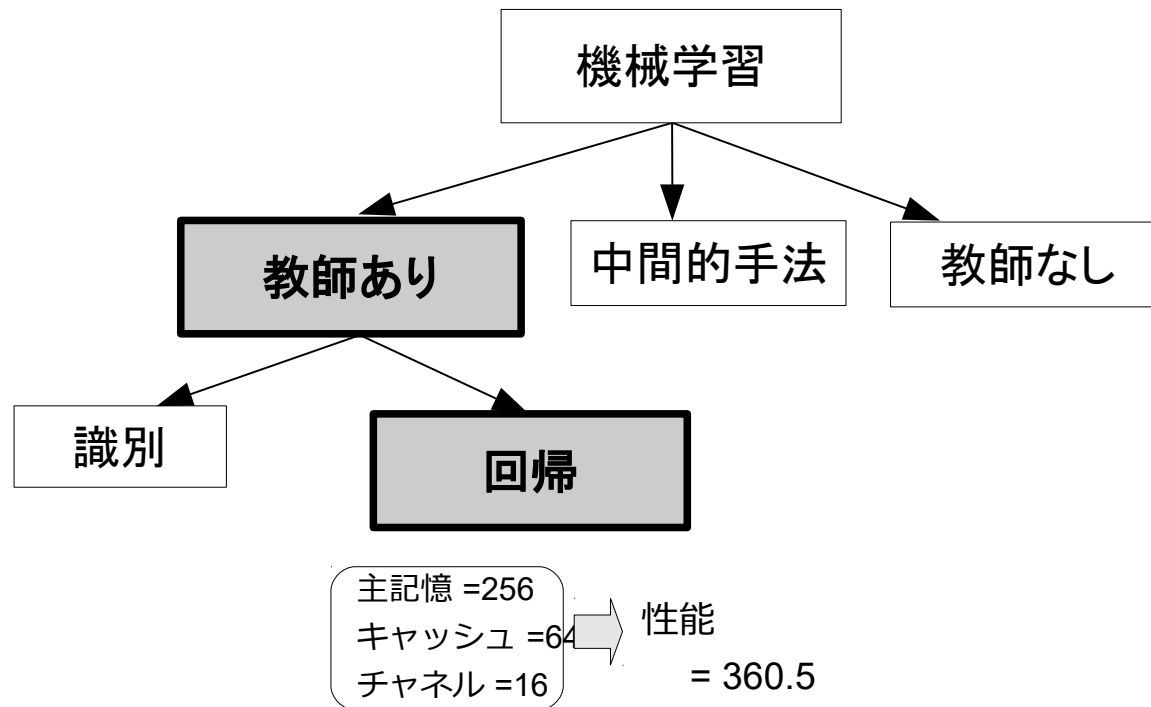 機械学習
教師あり
中間的手法
教師なし
識別
回帰
主記憶 =256
キャッシュ =64
チャネル =16
性能
= 360.5